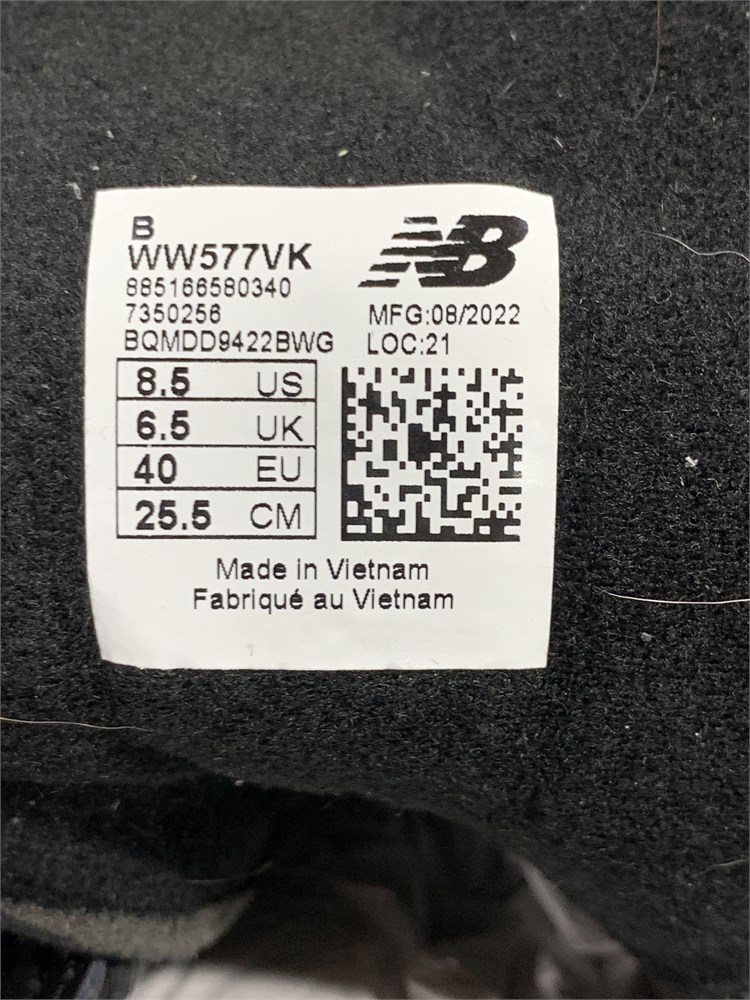 B
WW577VK
NB
885166580340
7350256
MFG:08/2022
BQMDD9422BWG
LOC:21
8.5 US
6.5 UK
40 EU
25.5 CM
Made in Vietnam
Fabriqué au Vietnam